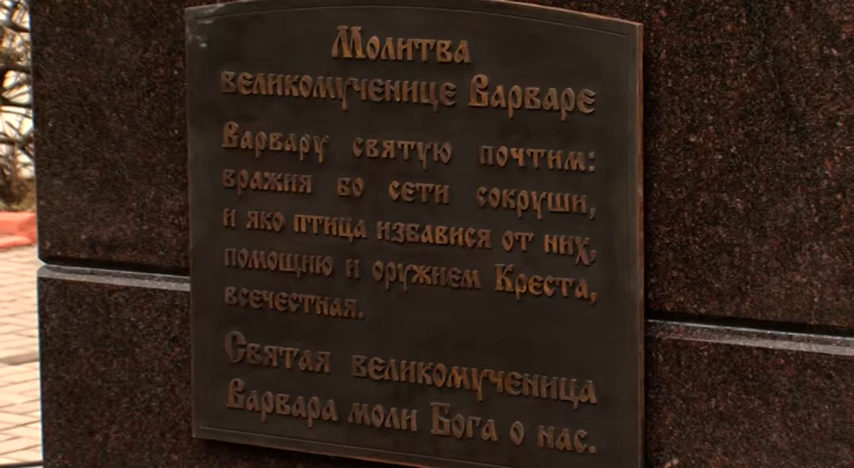 Молитва
великомученице Варваре
Варвару святую почтим:
вражия бо сети сокруши,
и яко птица избавися от них,
помощию и оружием Креста,
всечестная.
Святая великомученица
Варвара моли Бога о нас.